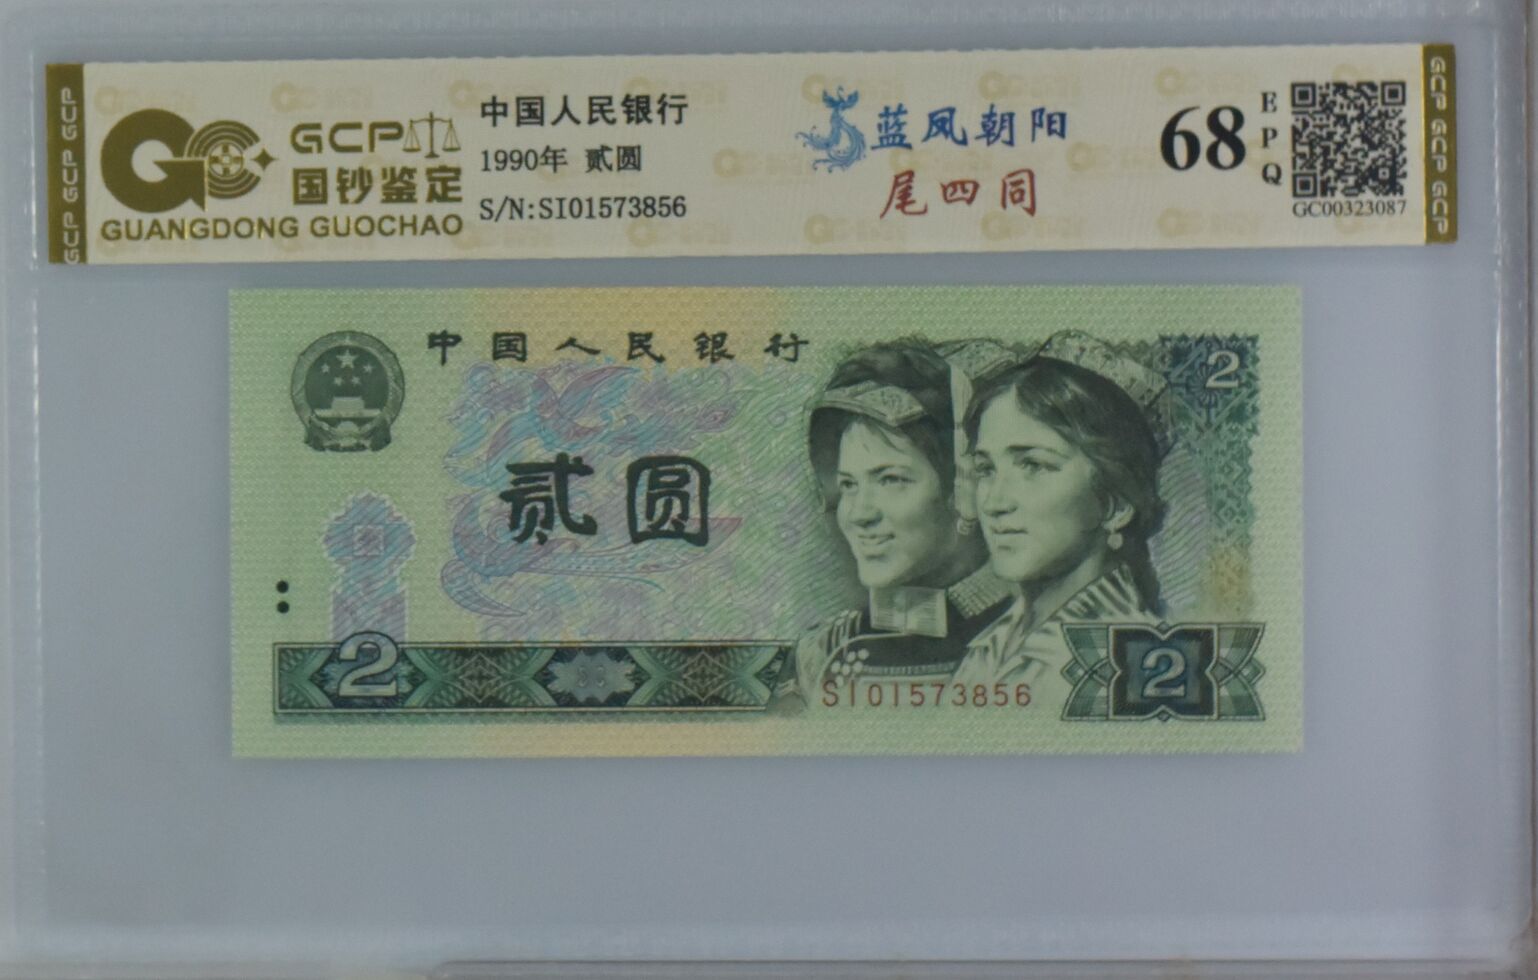 GCP GCP GCP
GCP
国钞鉴定
GUANGDONG GUOCHAO
中国人民银行
1990年 贰圆
S/N:SI01573856
蓝凤朝阳
尾四同
68
EPQ
GC00323087
GCP GCP GCP
中国人民银行
2
贰圆
2
2
SI01573856